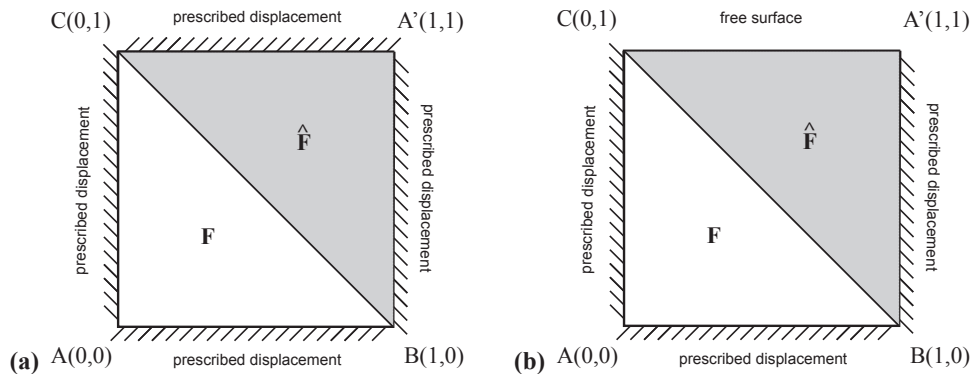 prescribed displacement
C(0,1)
A'(1,1)
prescribed displacement
F̂
prescribed displacement
F
A(0,0)
B(1,0)
(a)
prescribed displacement
free surface
C(0,1)
A'(1,1)
prescribed displacement
F̂
prescribed displacement
F
A(0,0)
B(1,0)
(b)
prescribed displacement